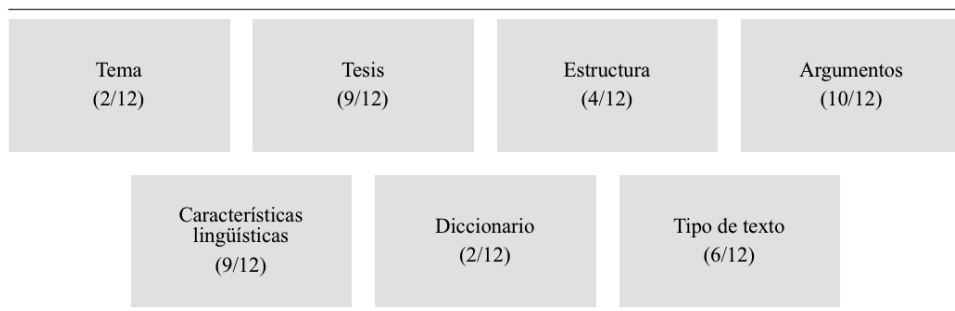 Tema
(2/12)
Tesis
(9/12)
Estructura
(4/12)
Argumentos
(10/12)
Características
lingüísticas
(9/12)
Diccionario
(2/12)
Tipo de texto
(6/12)